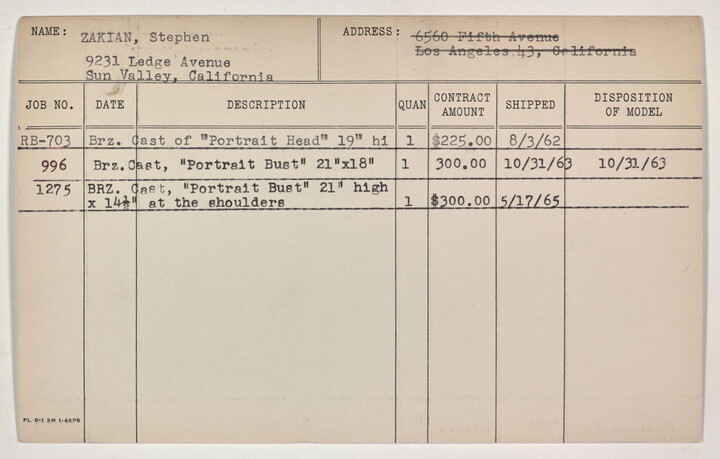 NAME: ZAKIAN, Stephen
9231 Ledge Avenue
Sun Valley, California
ADDRESS: 6560 Fifth Avenue
Los Angeles 43, California
JOB NO. DATE DESCRIPTION QUAN CONTRACT AMOUNT SHIPPED DISPOSITION OF MODEL
RB-703 Brz. Cast of "Portrait Head" 19" hi 1 $225.00 8/3/62
996 Brz.Cast, "Portrait Bust" 21"x18" 1 300.00 10/31/63 10/31/63
1275 BRZ. Cast, "Portrait Bust" 21" high
x 14½" at the shoulders 1 $300.00 5/17/65